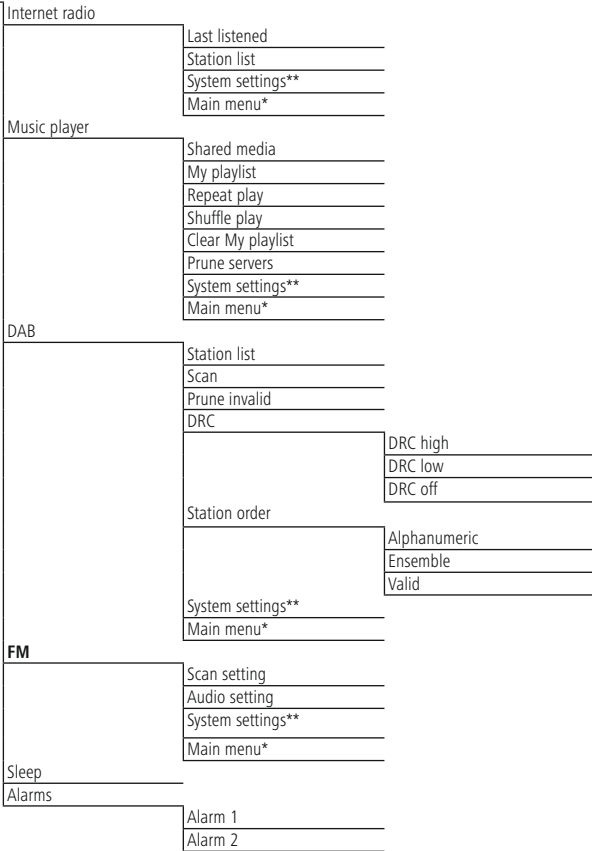 Internet radio
Last listened
Station list
System settings**
Main menu*
Music player
Shared media
My playlist
Repeat play
Shuffle play
Clear My playlist
Prune servers
System settings**
Main menu*
DAB
Station list
Scan
Prune invalid
DRC
DRC high
DRC low
DRC off
Station order
Alphanumeric
Ensemble
Valid
System settings**
Main menu*
FM
Scan setting
Audio setting
System settings**
Main menu*
Sleep
Alarms
Alarm 1
Alarm 2